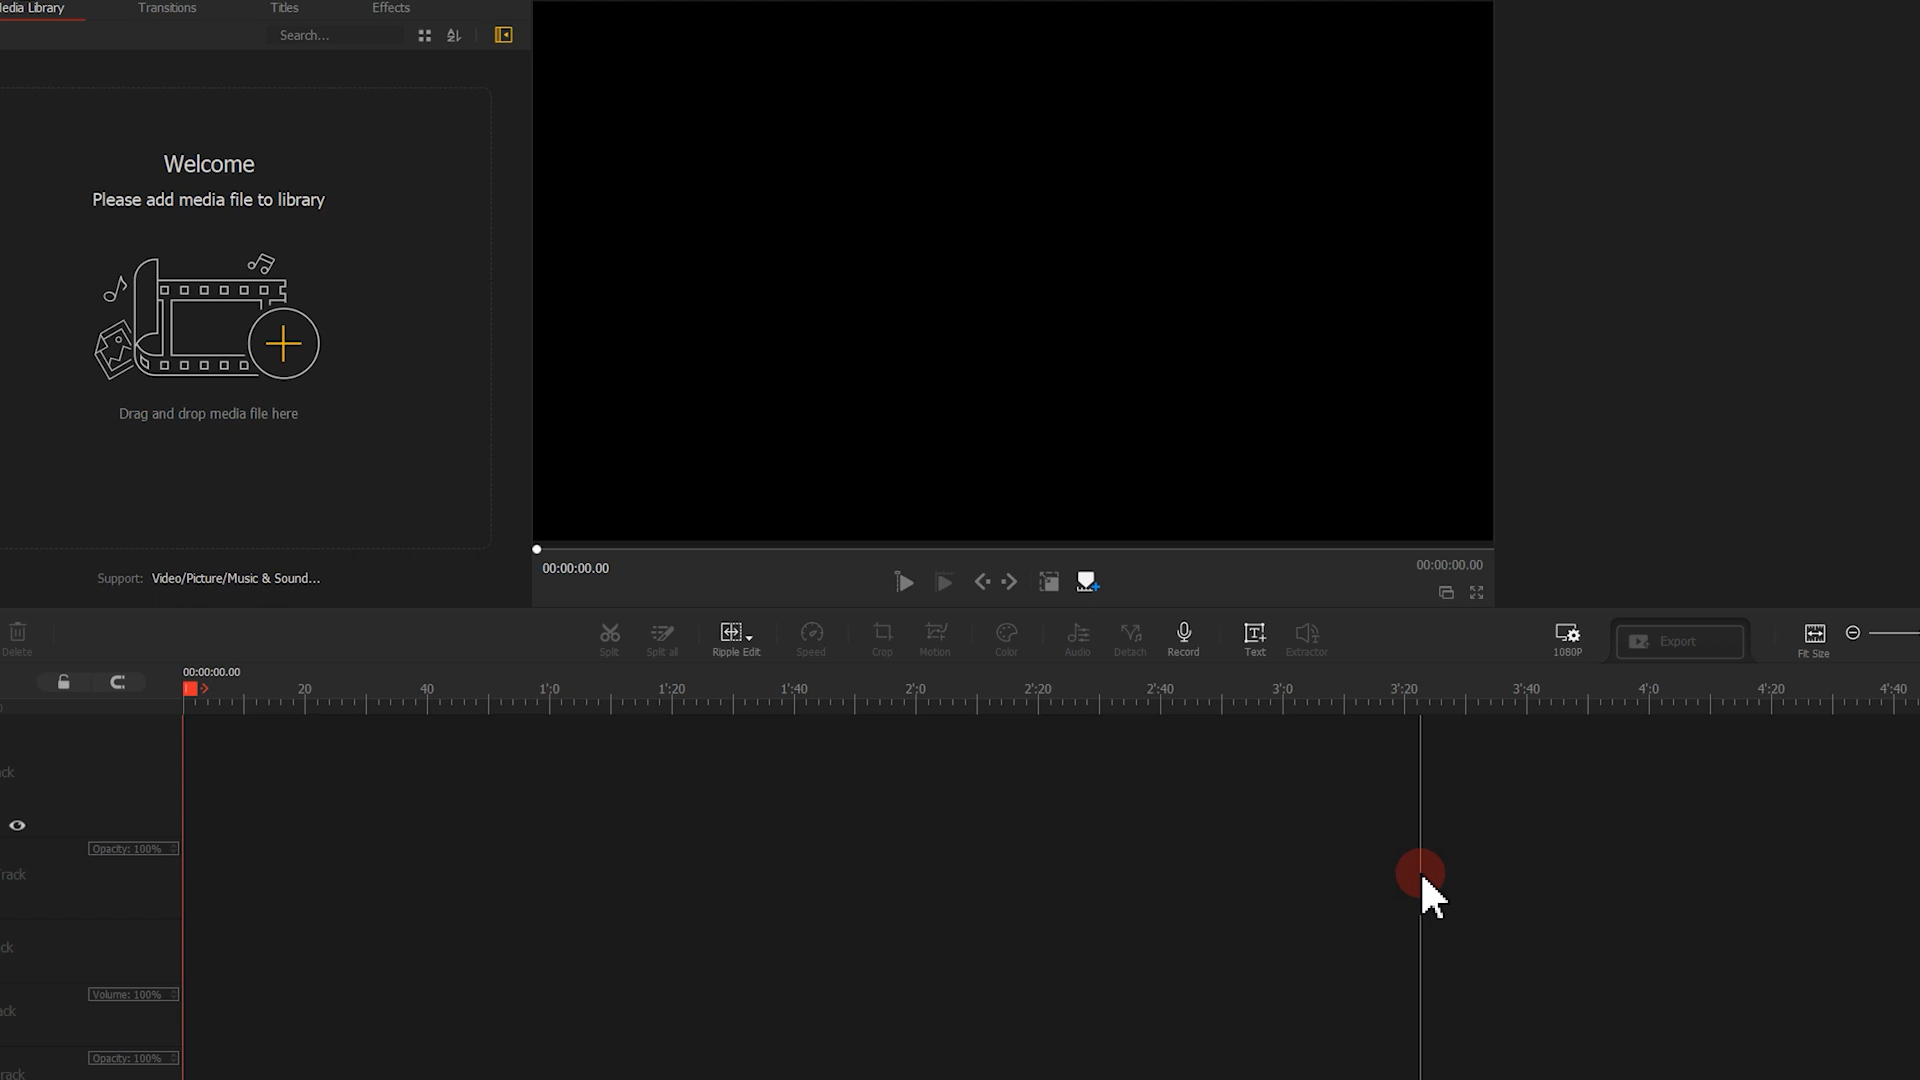 Media Library Transitions Titles Effects
Search...
Welcome
Please add media file to library
Drag and drop media file here
Support: Video/Picture/Music & Sound...
00:00:00.00
00:00:00.00
Delete Split Split all Ripple Edit Speed Crop Motion Color Audio Detach Record Text Extractor 1080P Export Fit Size
00:00:00.00
20 40 1'0 1'20 1'40 2'0 2'20 2'40 3'0 3'20 3'40 4'0 4'20 4'40
ck
Opacity: 100%
rack
ck
Volume: 100%
ck
Opacity: 100%
rack